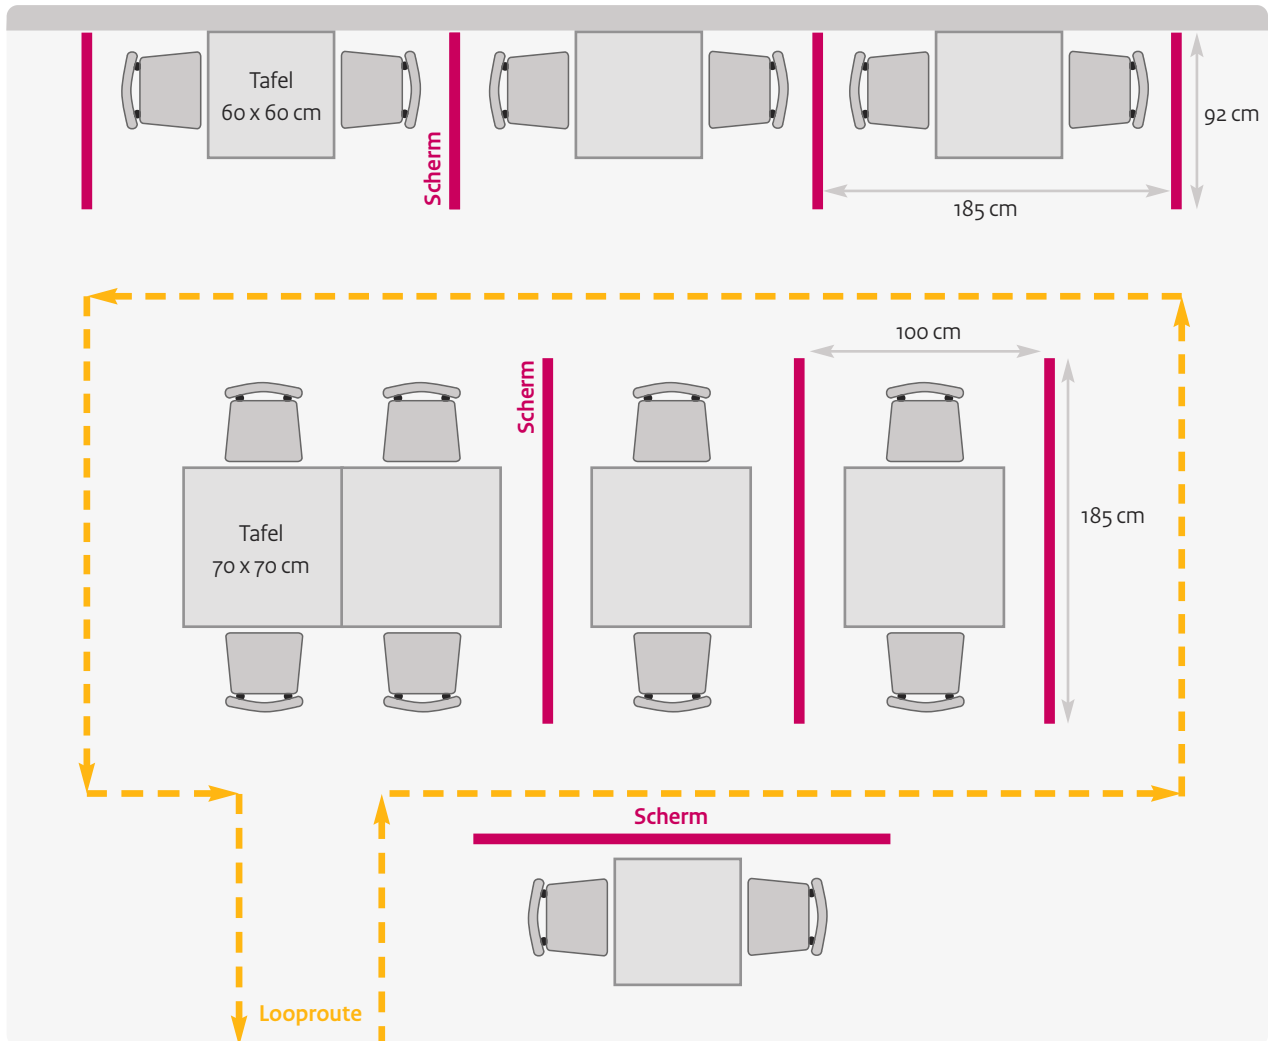 Tafel
60 x 60 cm
Scherm
92 cm
185 cm
100 cm
Scherm
185 cm
Tafel
70 x 70 cm
Scherm
Looproute